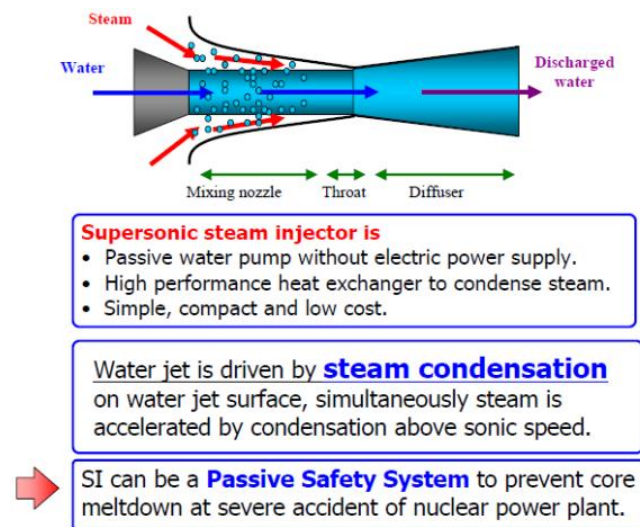 Steam
Water
Discharged
water
Mixing nozzle Throat Diffuser
Supersonic steam injector is
• Passive water pump without electric power supply.
• High performance heat exchanger to condense steam.
• Simple, compact and low cost.
Water jet is driven by steam condensation
on water jet surface, simultaneously steam is
accelerated by condensation above sonic speed.
SI can be a Passive Safety System to prevent core
meltdown at severe accident of nuclear power plant.